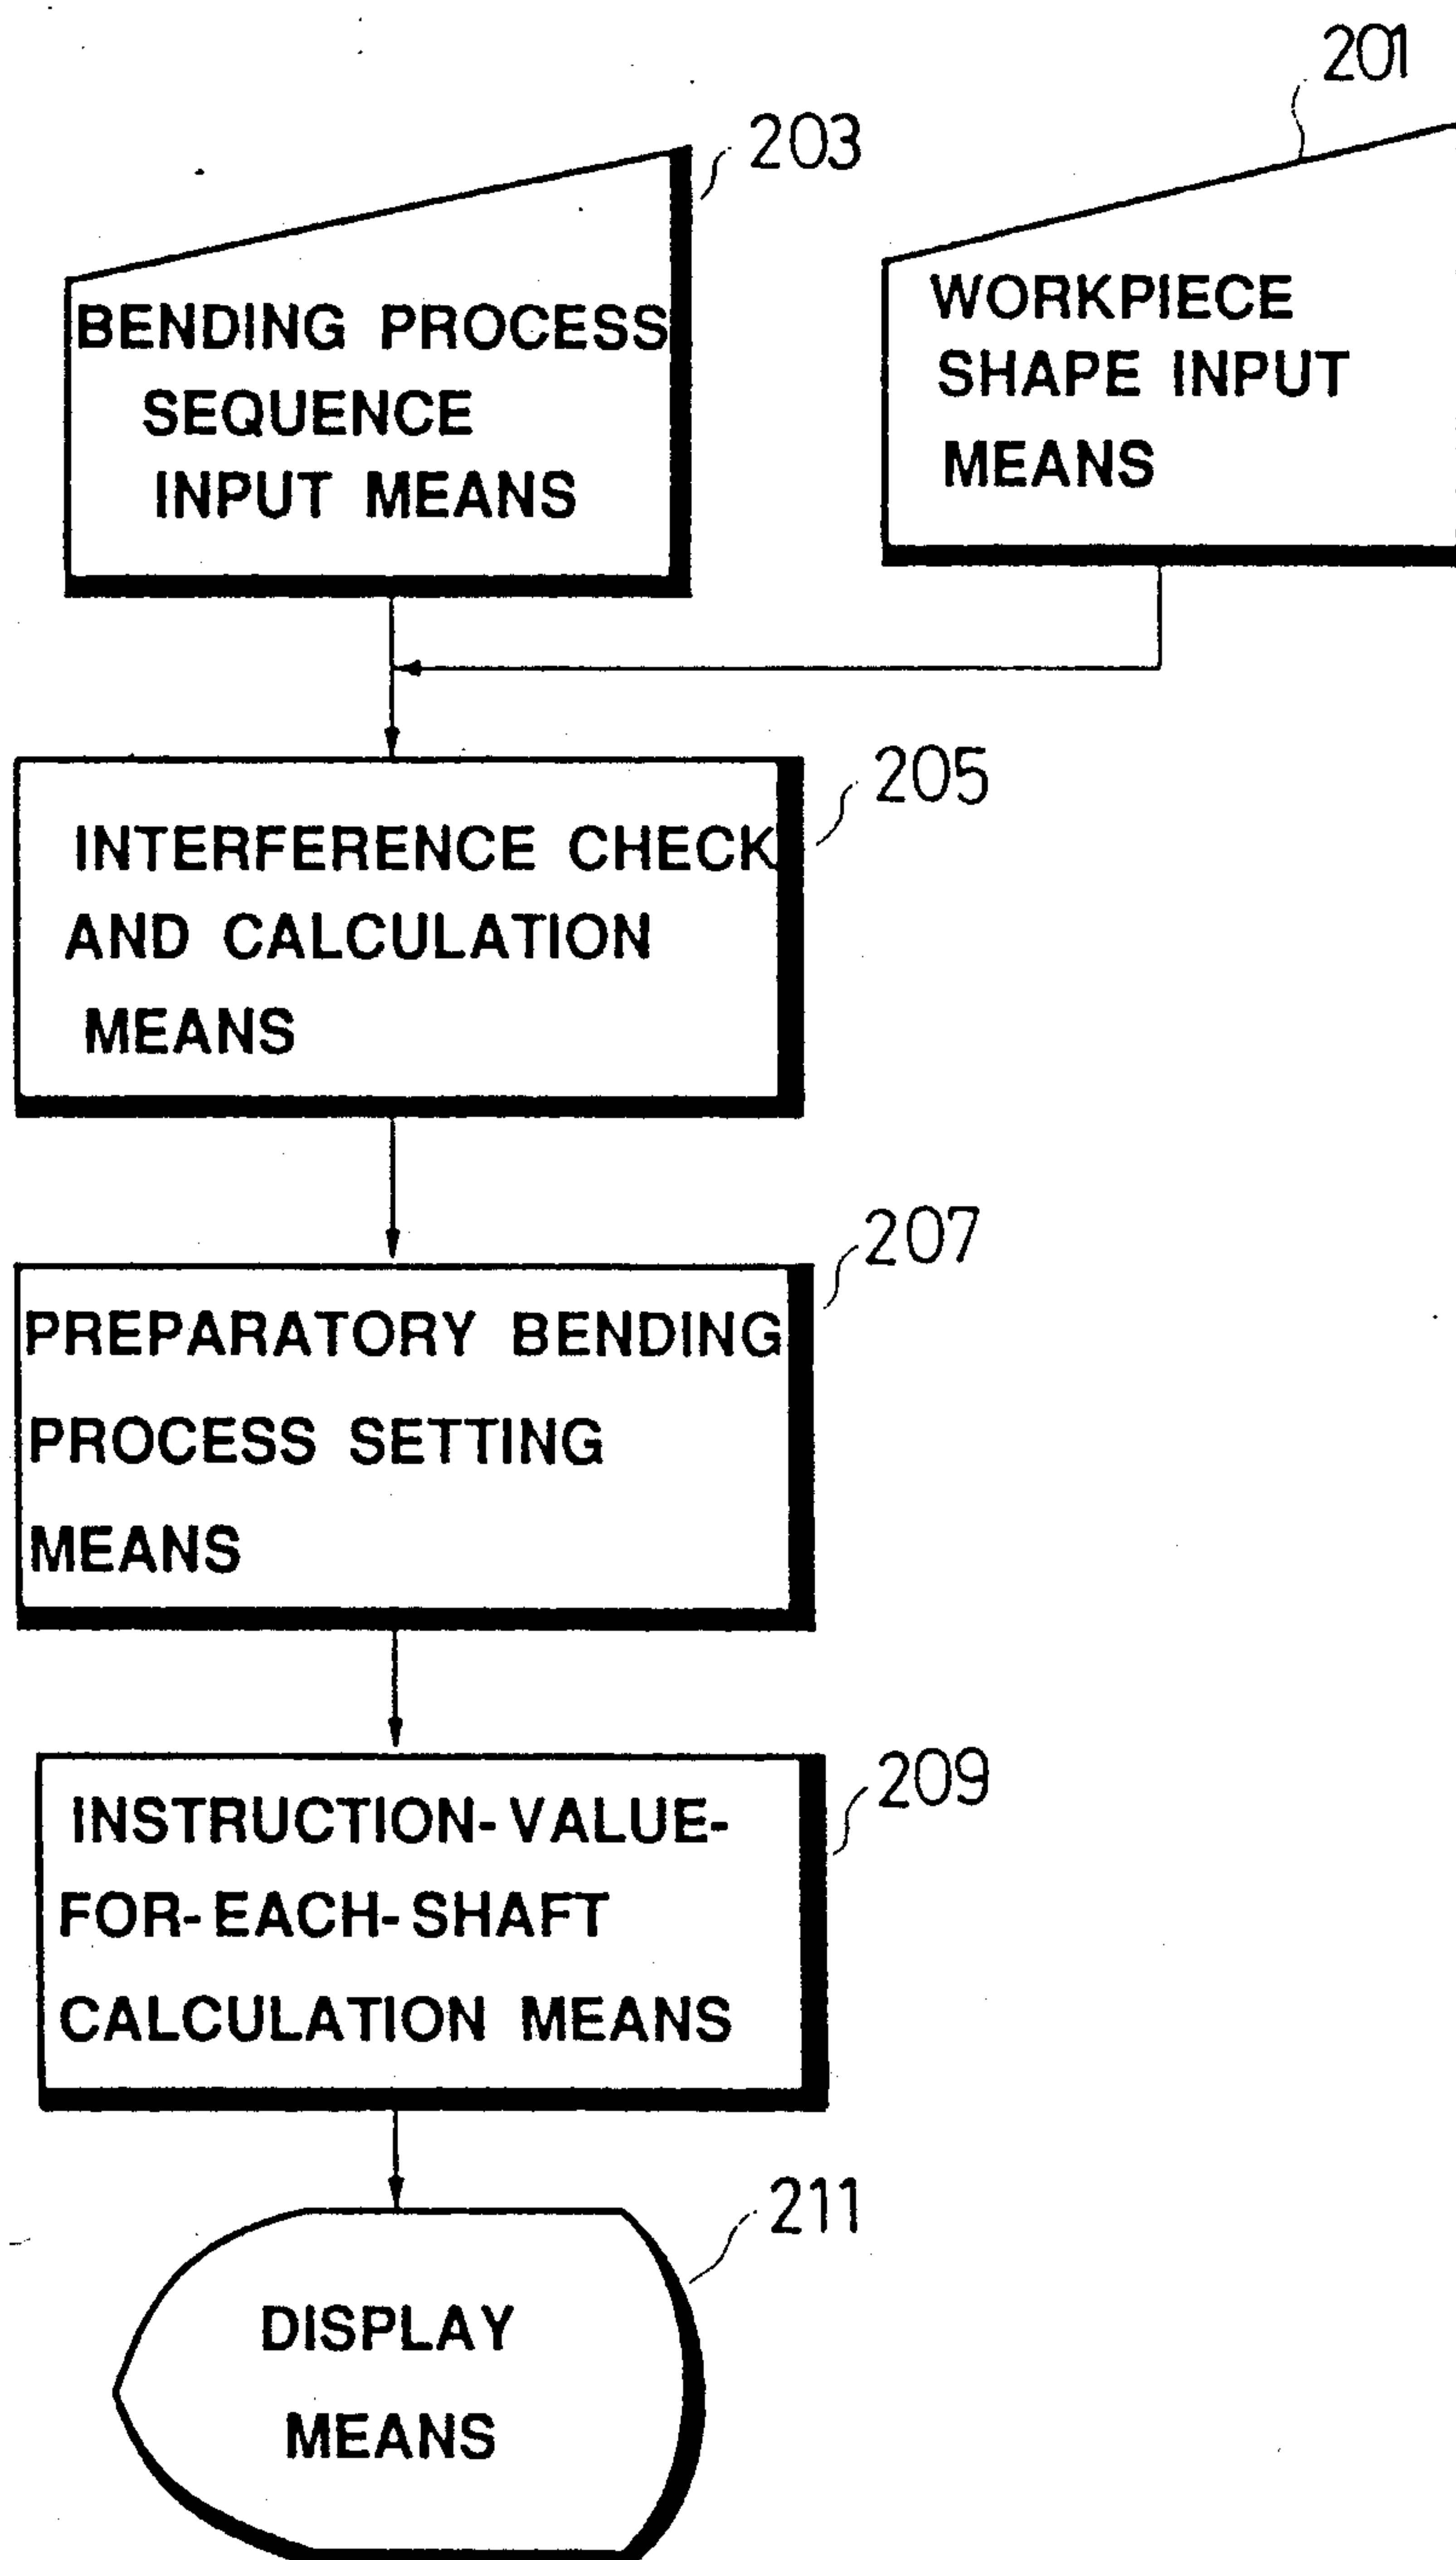 201
203
BENDING PROCESS
SEQUENCE
INPUT MEANS
WORKPIECE
SHAPE INPUT
MEANS
205
INTERFERENCE CHECK
AND CALCULATION
MEANS
207
PREPARATORY BENDING
PROCESS SETTING
MEANS
209
INSTRUCTION-VALUE-
FOR-EACH-SHAFT
CALCULATION MEANS
211
DISPLAY
MEANS